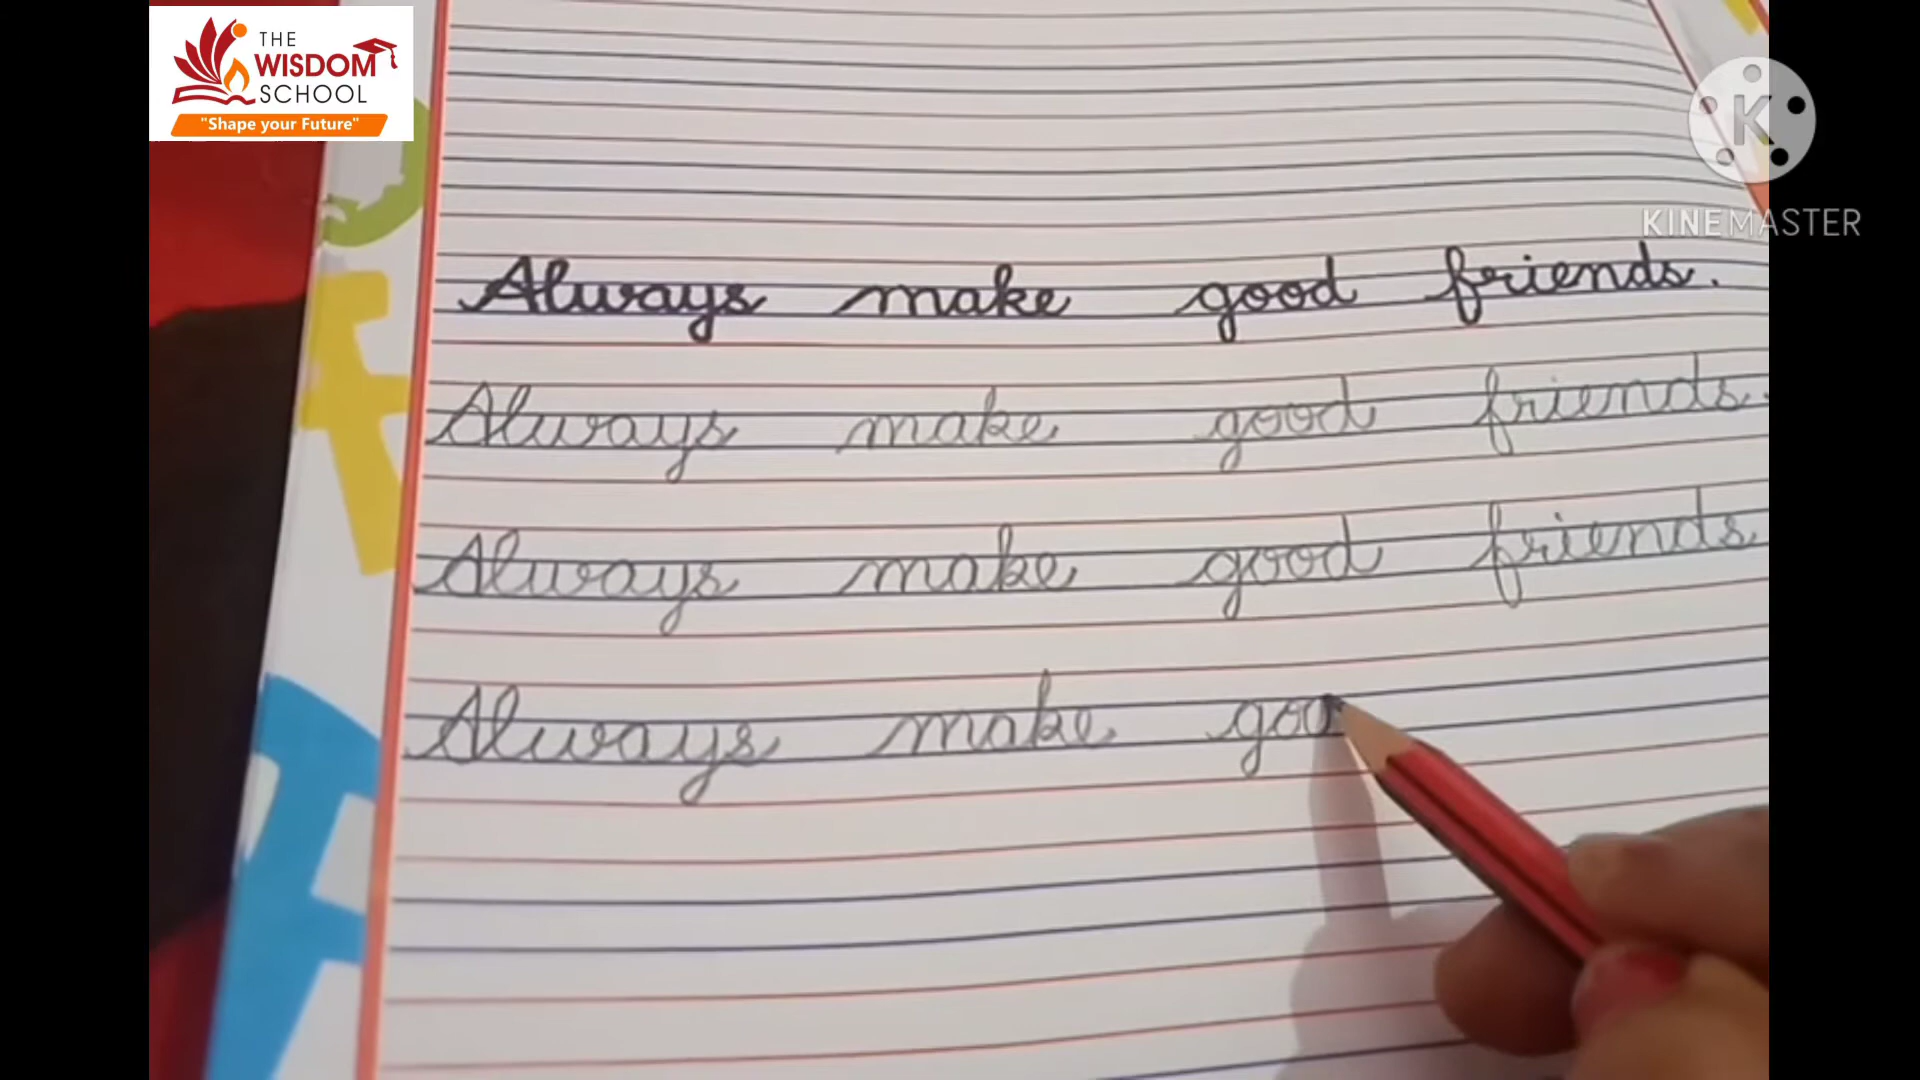 THE
WISDOM
SCHOOL
"Shape your Future"
K
KINEMASTER
Always make good friends.
Always make good friends.
Always make good friends
Always make goo